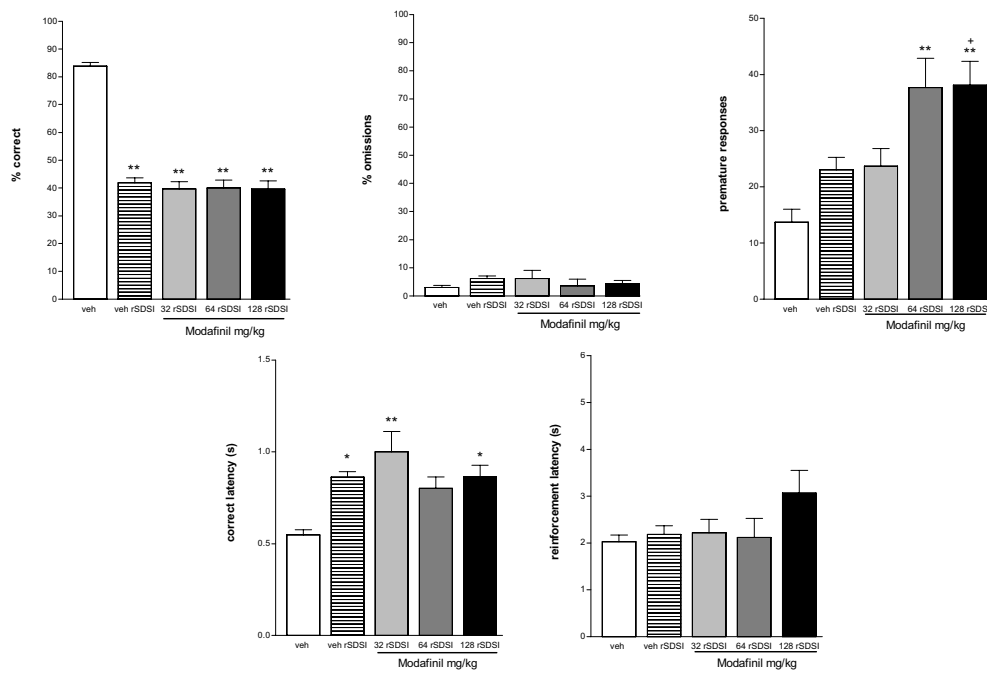 % correct
100
90
80
70
60
50
40
30
20
10
0
**
**
**
**
veh
veh rSDSI
32 rSDSI
64 rSDSI
128 rSDSI
Modafinil mg/kg
% omissions
100
90
80
70
60
50
40
30
20
10
0
veh
veh rSDSI
32 rSDSI
64 rSDSI
128 rSDSI
Modafinil mg/kg
premature responses
50
40
30
20
10
0
**
+
**
veh
veh rSDSI
32 rSDSI
64 rSDSI
128 rSDS
Modafinil mg/kg
correct latency (s)
1.5
1.0
0.5
0.0
*
**
*
veh
veh rSDSI
32 rSDSI
64 rSDSI
128 rSDSI
Modafinil mg/kg
reinforcement latency (s)
6
5
4
3
2
1
0
veh
veh rSDSI
32 rSDSI
64 rSDSI
128 rSDSI
Modafinil mg/kg